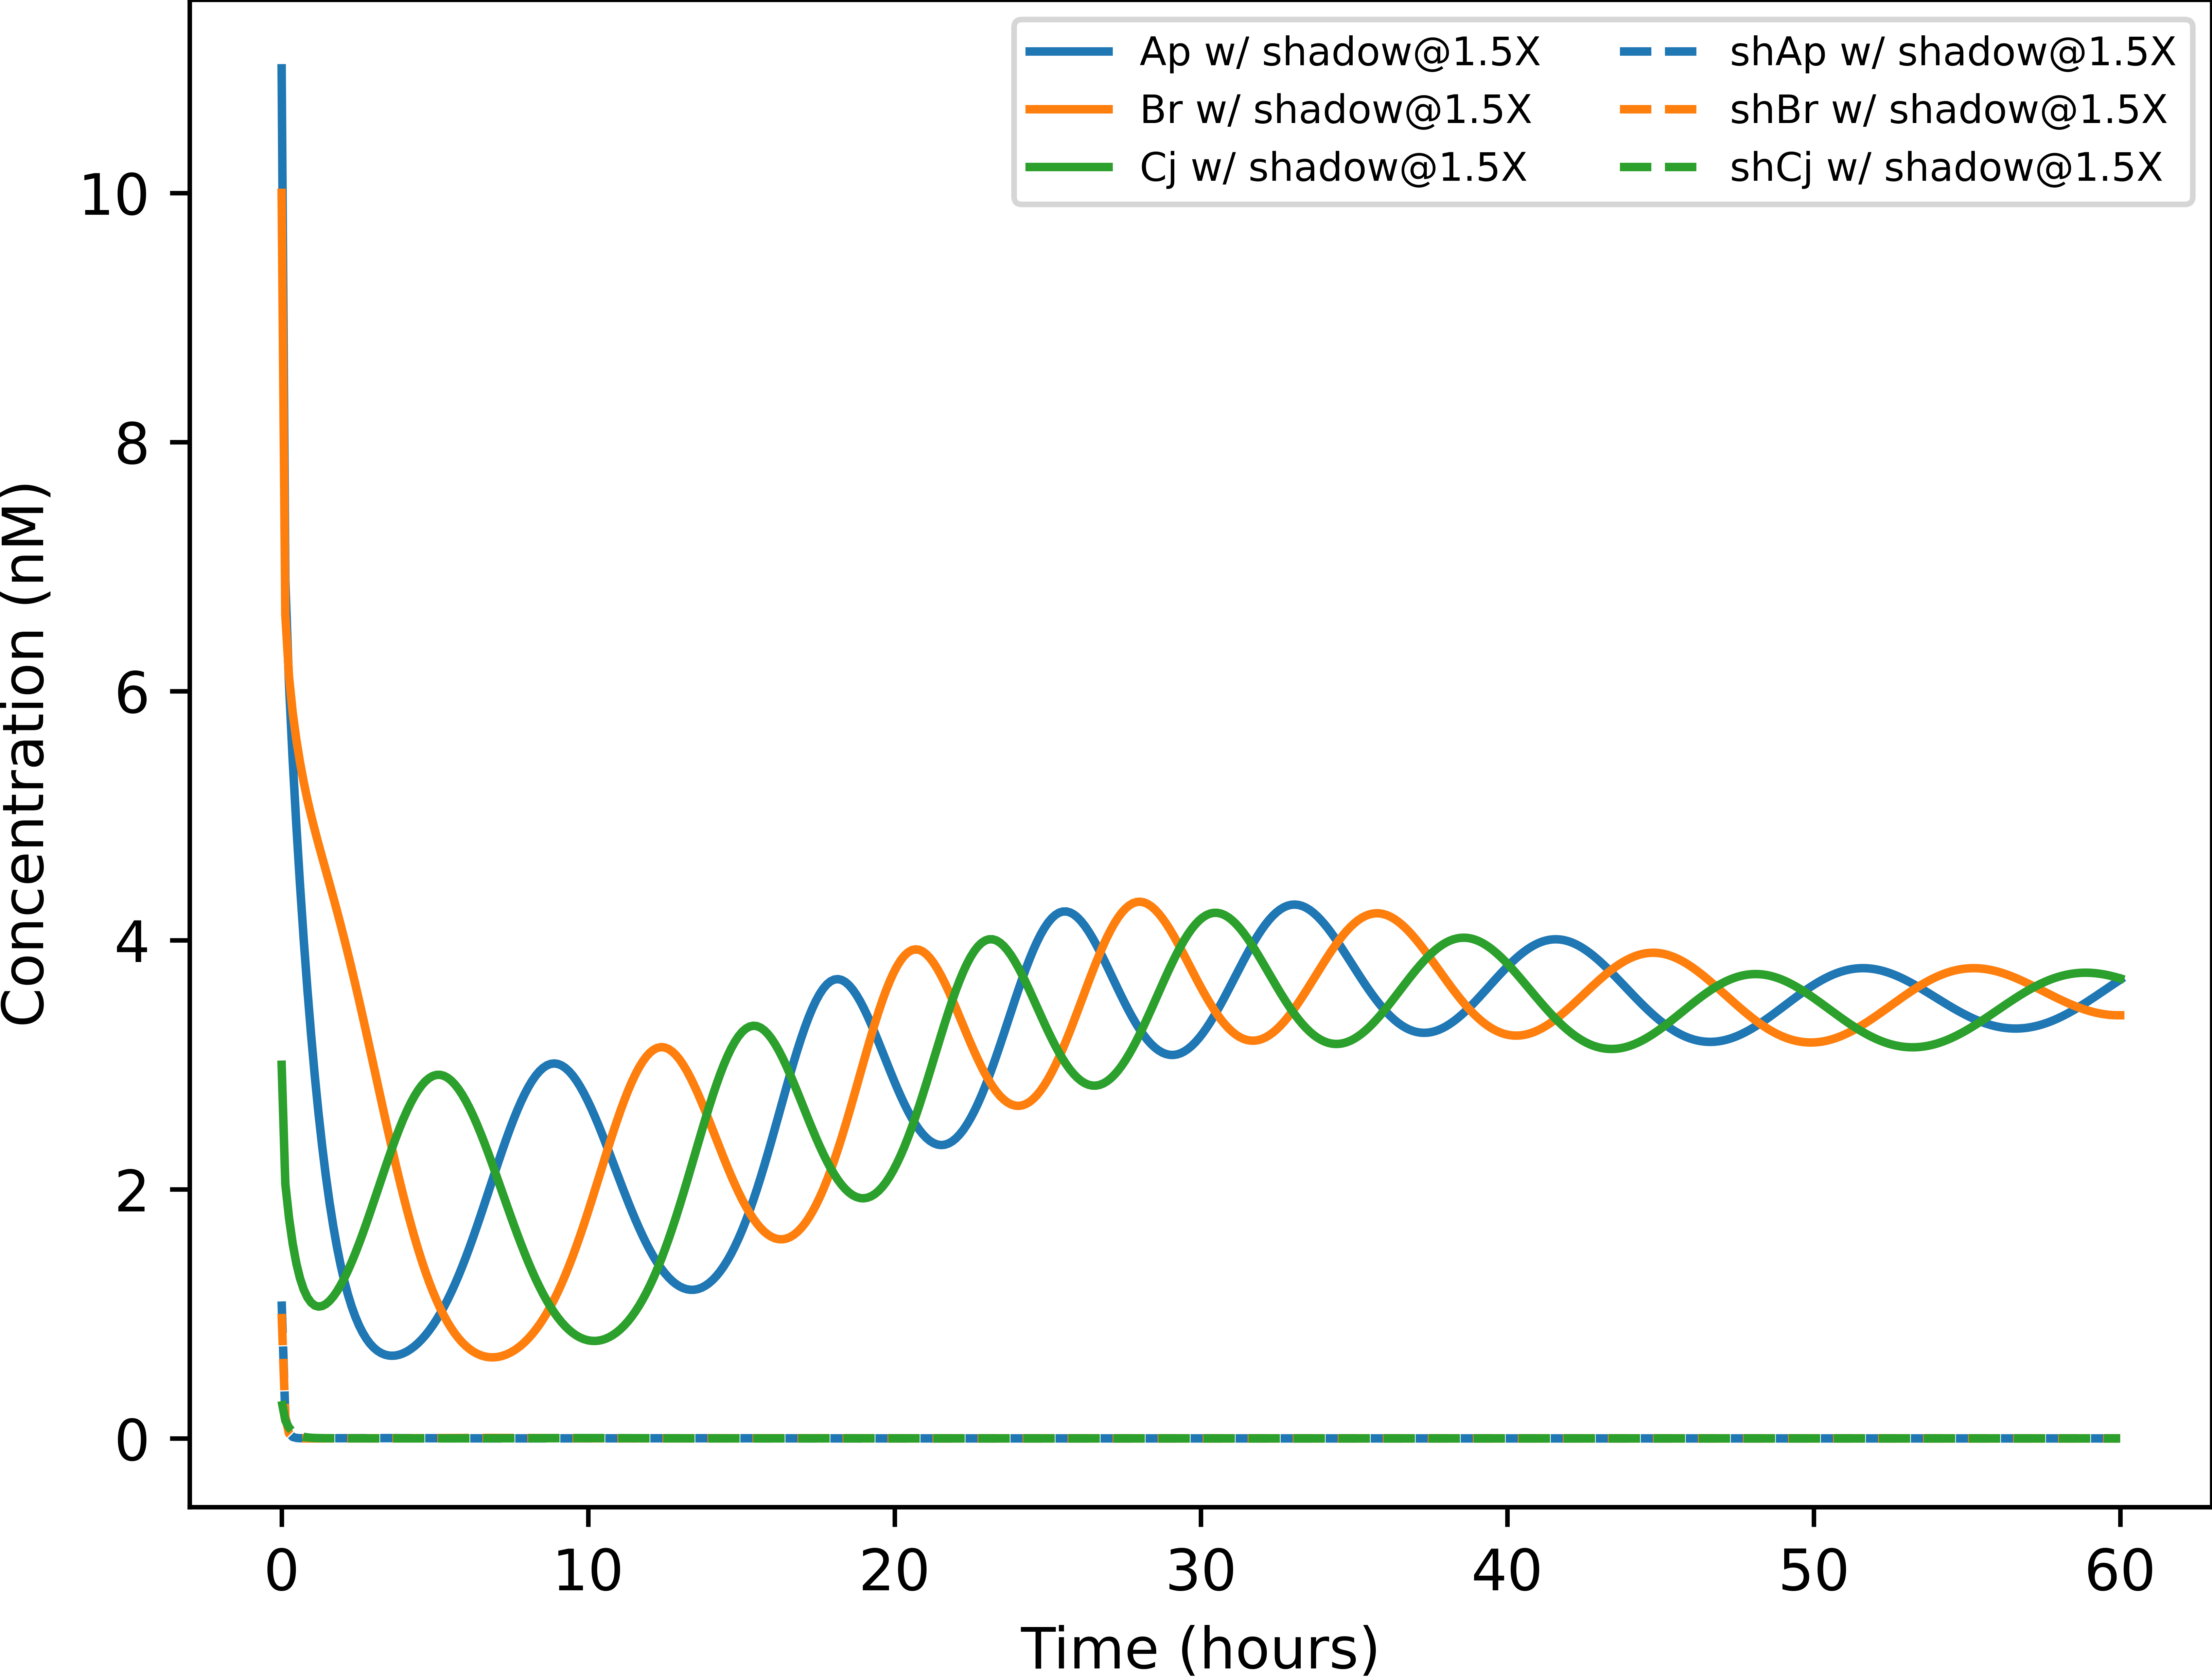 Ap w/ shadow@1.5X
Br w/ shadow@1.5X
Cj w/ shadow@1.5X
shAp w/ shadow@1.5X
shBr w/ shadow@1.5X
shCj w/ shadow@1.5X
Concentration (nM)
10
8
6
4
2
0
0 10 20 30 40 50 60
Time (hours)